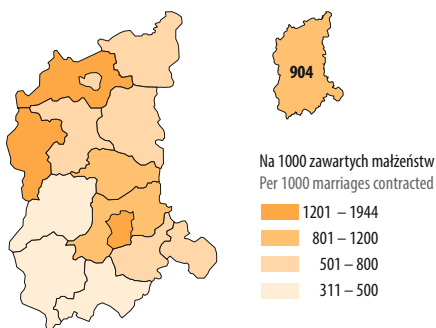 904
Na 1000 zawartych małżeństw
Per 1000 marriages contracted
1201 – 1944
801 – 1200
501 – 800
311 – 500